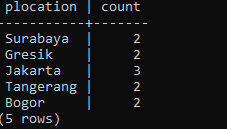 plocation | count
-----------+-------
Surabaya | 2
Gresik | 2
Jakarta | 3
Tangerang | 2
Bogor | 2
(5 rows)